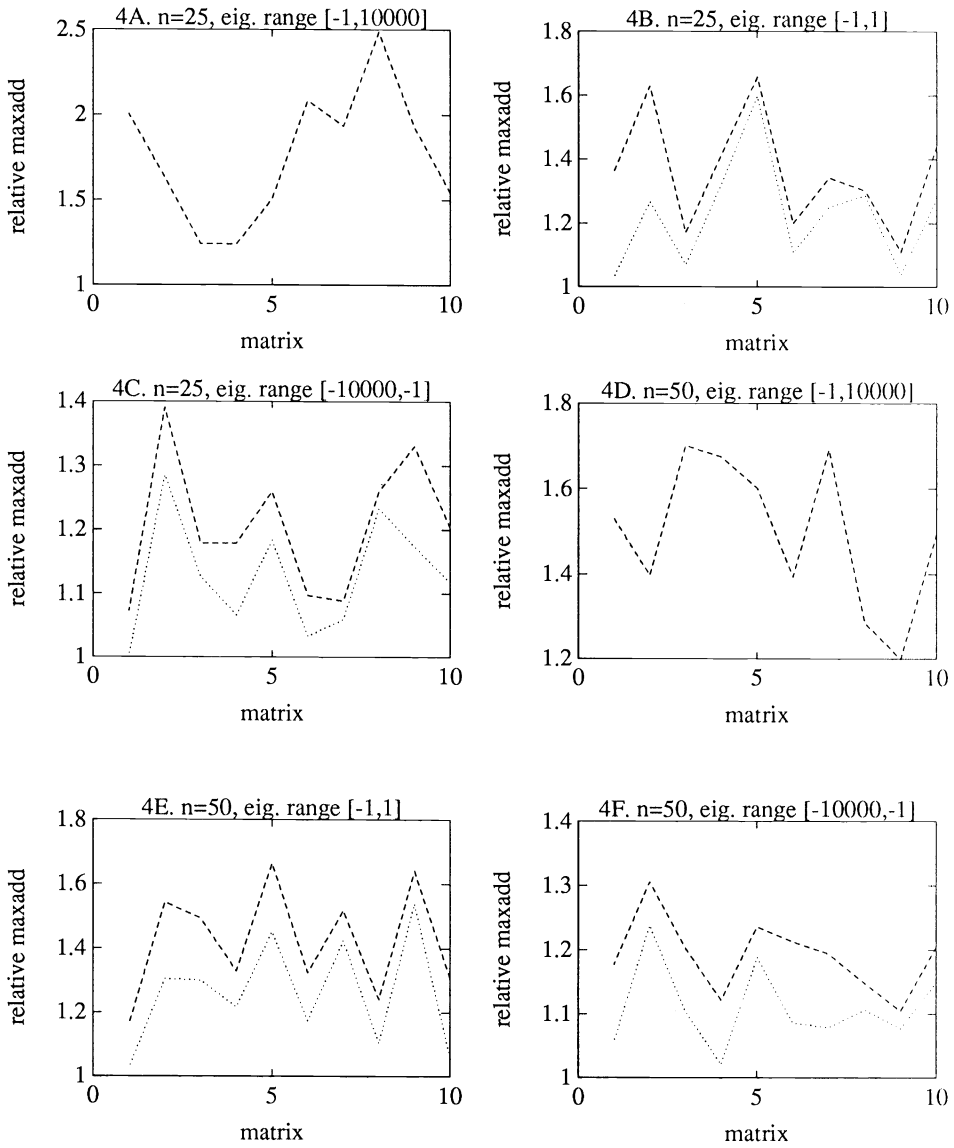 4A. n=25, eig. range [-1,10000]
2.5
2
1.5
1
relative maxadd
0
5
10
matrix
4B. n=25, eig. range [-1,1]
1.8
1.6
1.4
1.2
1
relative maxadd
0
5
10
matrix
4C. n=25, eig. range [-10000,-1]
1.4
1.3
1.2
1.1
1
relative maxadd
0
5
10
matrix
4D. n=50, eig. range [-1,10000]
1.8
1.6
1.4
1.2
relative maxadd
0
5
10
matrix
4E. n=50, eig. range [-1,1]
1.8
1.6
1.4
1.2
1
relative maxadd
0
5
10
matrix
4F. n=50, eig. range [-10000,-1]
1.4
1.3
1.2
1.1
1
relative maxadd
0
5
10
matrix